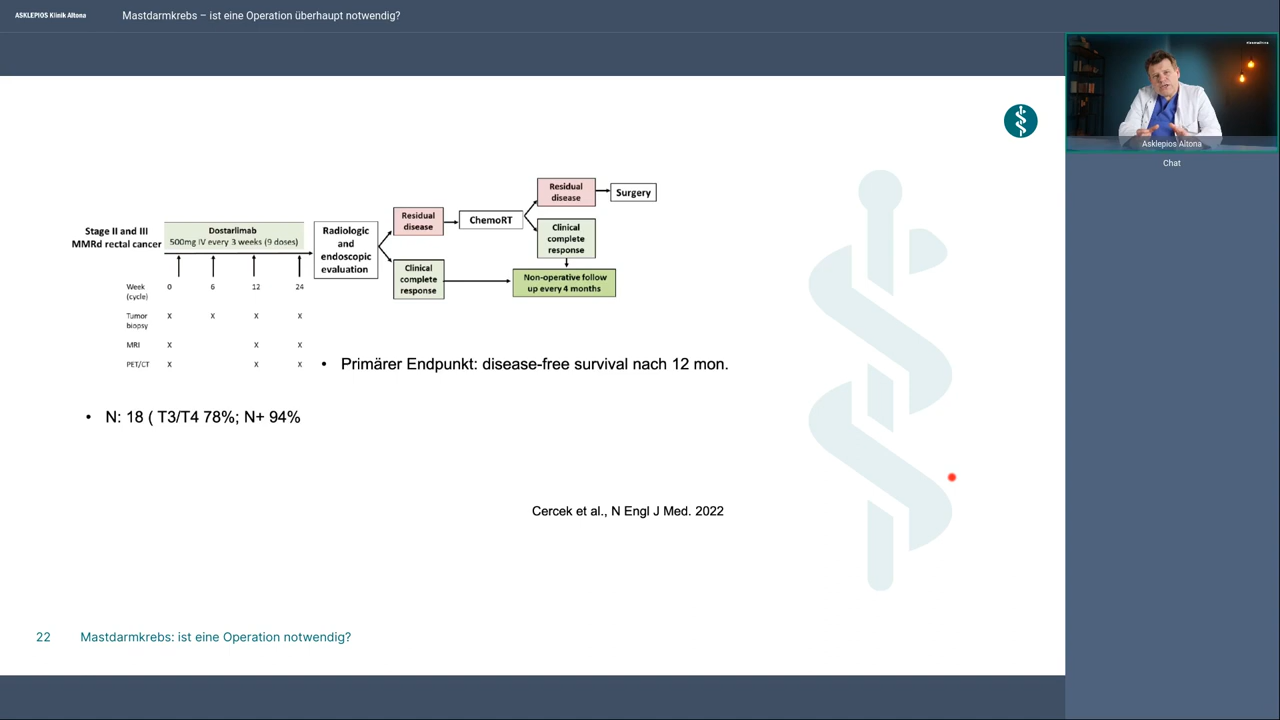 ASKLEPIOS Klinik Altona
Mastdarmkrebs – ist eine Operation überhaupt notwendig?
Asklepios Altona
Chat
Stage II and III
MMRd rectal cancer
Dostarlimab
500mg IV every 3 weeks (9 doses)
Radiologic
and
endoscopic
evaluation
Residual
disease
Clinical
complete
response
ChemoRT
Residual
disease
Surgery
Clinical
complete
response
Non-operative follow
up every 4 months
Week
(cycle)
0 6 12 24
Tumor
biopsy
X X X X
MRI X X X
PET/CT X X X
• Primärer Endpunkt: disease-free survival nach 12 mon.
• N: 18 ( T3/T4 78%; N+ 94%
Cercek et al., N Engl J Med. 2022
22 Mastdarmkrebs: ist eine Operation notwendig?